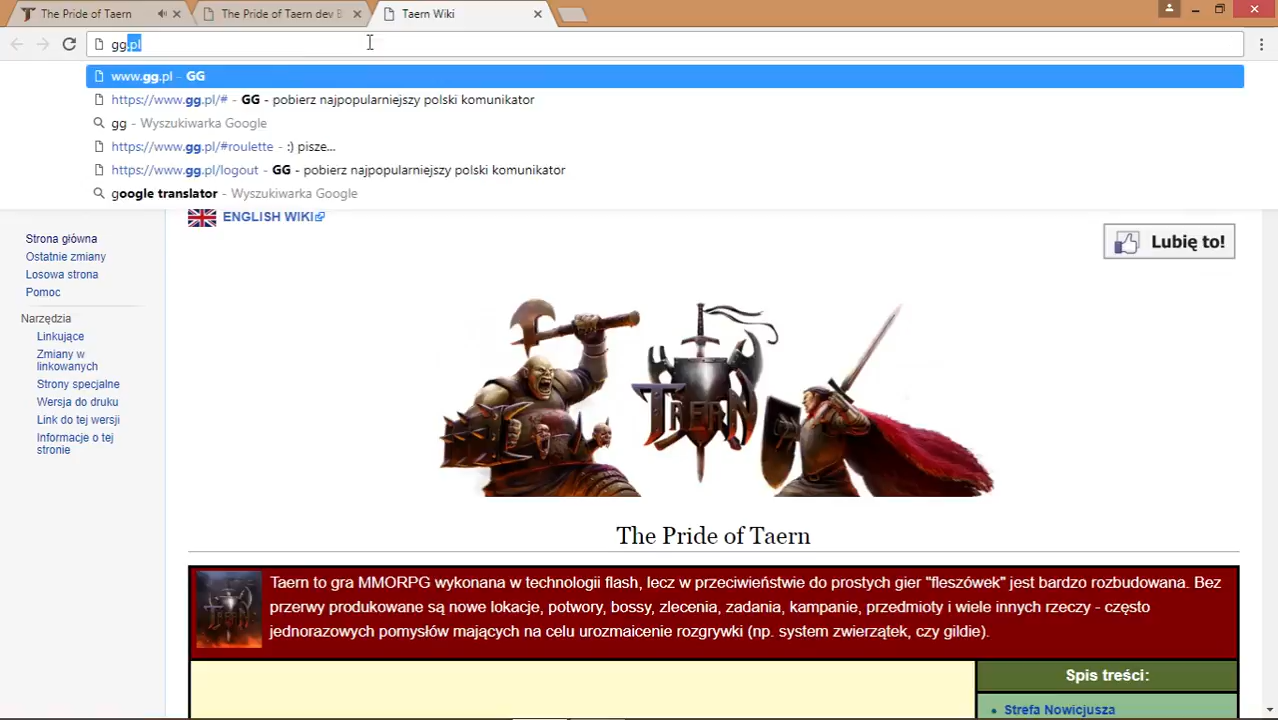 The Pride of Taern
The Pride of Taern dev B
Taern Wiki
gg.pl
www.gg.pl - GG
https://www.gg.pl/# - GG - pobierz najpopularniejszy polski komunikator
gg - Wyszukiwarka Google
https://www.gg.pl/#roulette - :) pisze...
https://www.gg.pl/logout - GG - pobierz najpopularniejszy polski komunikator
google translator - Wyszukiwarka Google
ENGLISH WIKI
Strona główna
Ostatnie zmiany
Losowa strona
Pomoc
Narzędzia
Linkujące
Zmiany w
linkowanych
Strony specjalne
Wersja do druku
Link do tej wersji
Informacje o tej
stronie
Lubię to!
TAERN
The Pride of Taern
Taern to gra MMORPG wykonana w technologii flash, lecz w przeciwieństwie do prostych gier "fleszówek" jest bardzo rozbudowana. Bez
przerwy produkowane są nowe lokacje, potwory, bossy, zlecenia, zadania, kampanie, przedmioty i wiele innych rzeczy - często
jednorazowych pomysłów mających na celu urozmaicenie rozgrywki (np. system zwierzątek, czy gildie).
Spis treści:
Strefa Nowicjusza